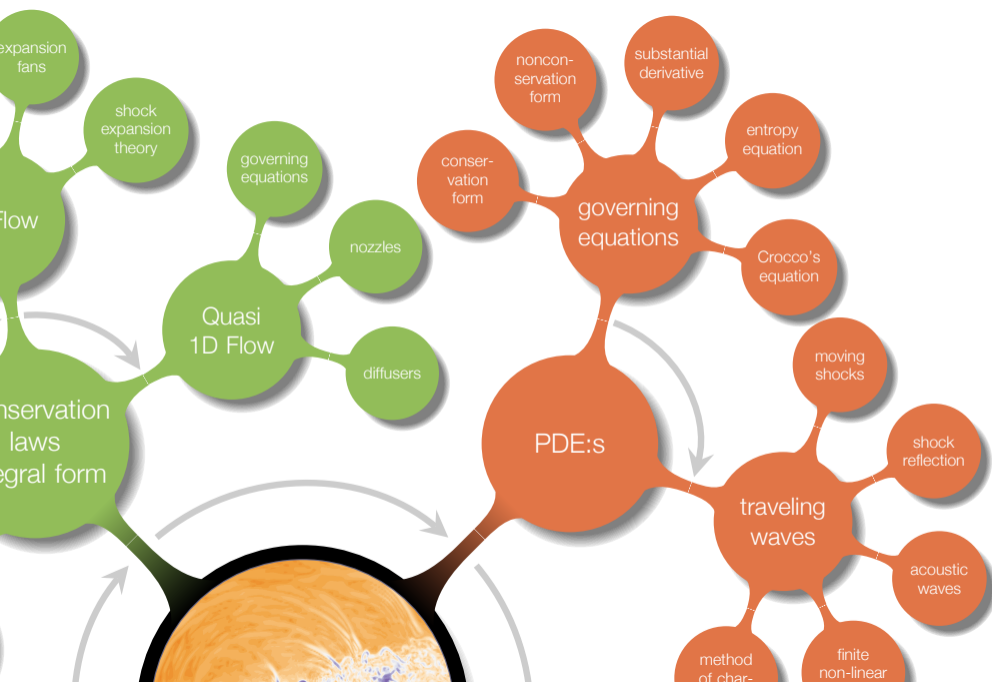 expansion
fans
shock
expansion
theory
Flow
governing
equations
nozzles
Quasi
1D Flow
diffusers
nservation
laws
egral form
noncon-
servation
form
substantial
derivative
entropy
equation
conser-
vation
form
governing
equations
Crocco's
equation
moving
shocks
PDE:s
shock
reflection
traveling
waves
acoustic
waves
method
of char-
finite
non-linear